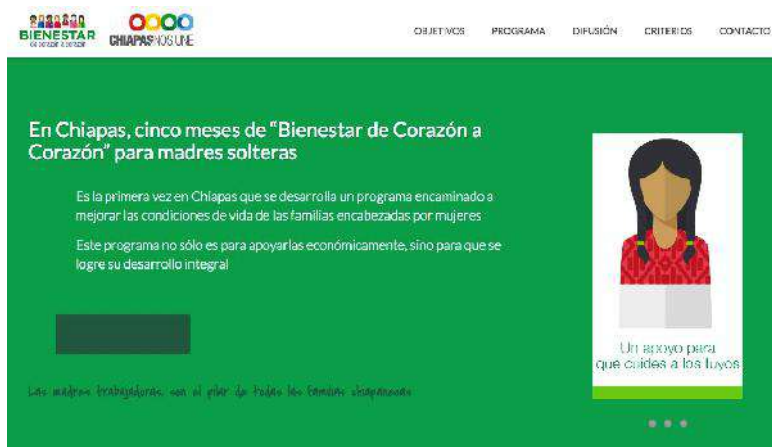 BIENESTAR
de corazón a corazón
CHIAPASNOS UNE
OBJETIVOS PROGRAMA DIFUSIÓN CRITERIOS CONTACTO
En Chiapas, cinco meses de “Bienestar de Corazón a
Corazón” para madres solteras
Es la primera vez en Chiapas que se desarrolla un programa encaminado a
mejorar las condiciones de vida de las familias encabezadas por mujeres
Este programa no sólo es para apoyarlas económicamente, sino para que se
logre su desarrollo integral
Un apoyo para
que cuides a los tuyos
Las madres trabajadoras, son el pilar de todas las familias chiapanecas